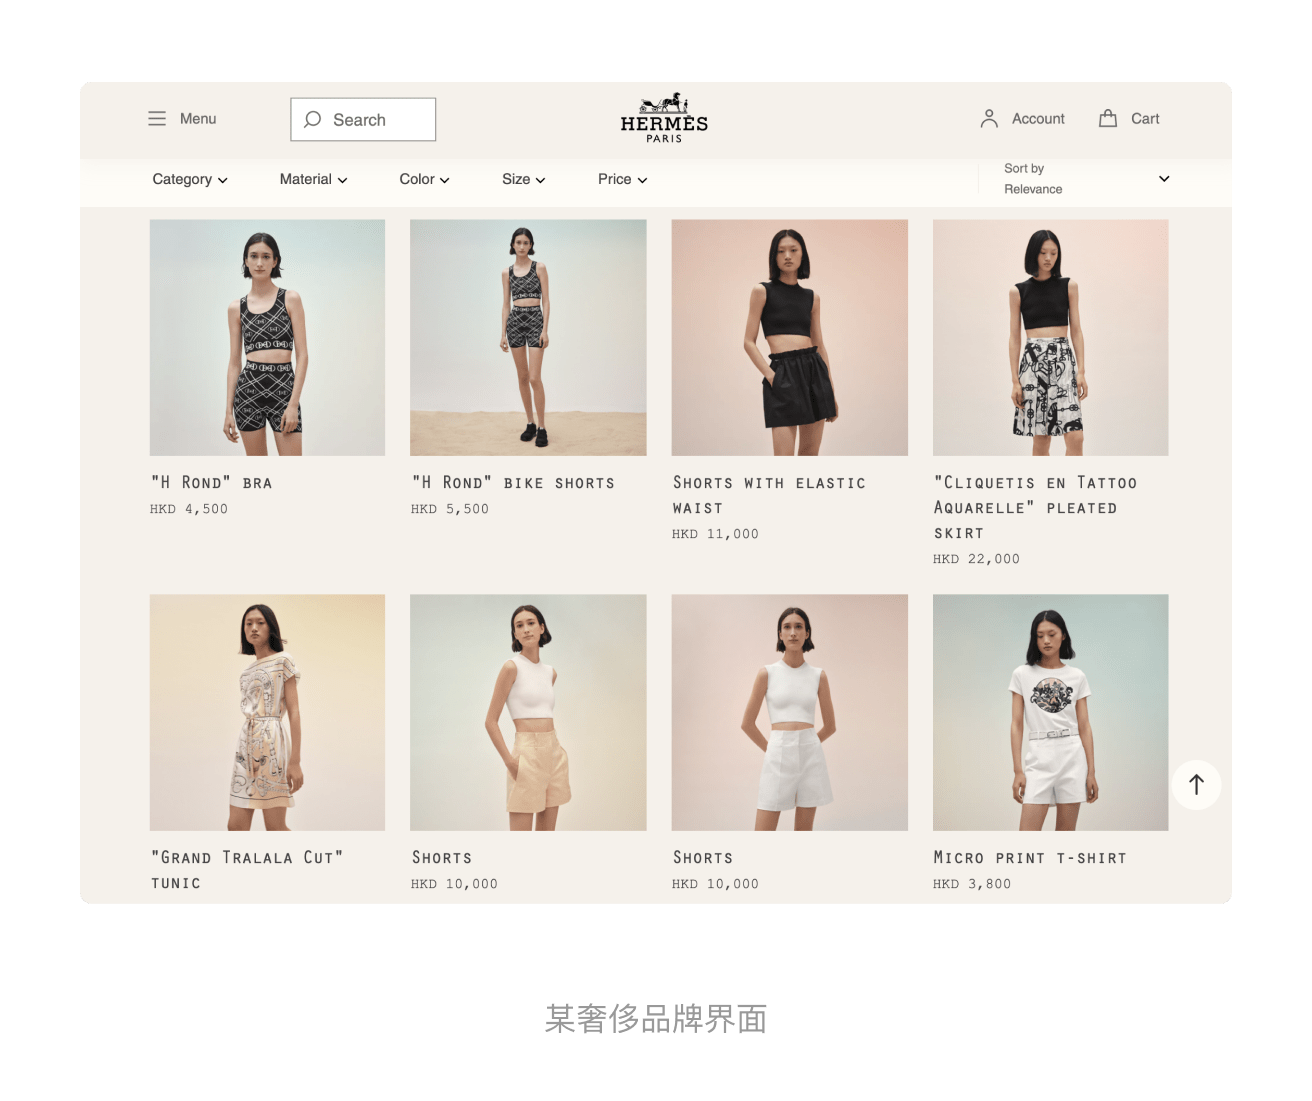 Menu
Search
HERMÈS
PARIS
Account
Cart
Category
Material
Color
Size
Price
Sort by
Relevance
"H Rond" bra
HKD 4,500
"H Rond" bike shorts
HKD 5,500
Shorts with elastic
waist
HKD 11,000
"Cliquetis en Tattoo
Aquarelle" pleated
skirt
HKD 22,000
"Grand Tralala Cut"
tunic
Shorts
HKD 10,000
Shorts
HKD 10,000
Micro print t-shirt
HKD 3,800
某奢侈品牌界面